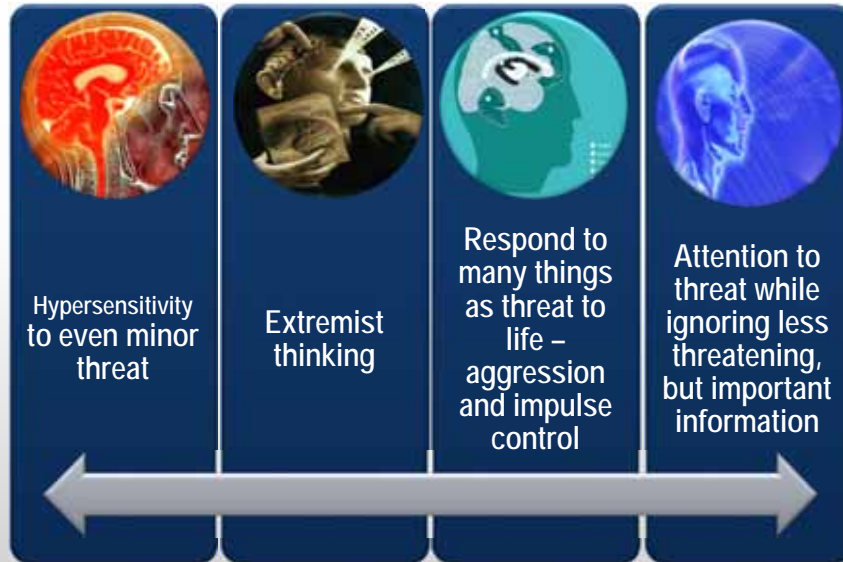 Hypersensitivity
to even minor
threat
Extremist
thinking
Respond to
many things
as threat to
life –
aggression
and impulse
control
Attention to
threat while
ignoring less
threatening,
but important
information